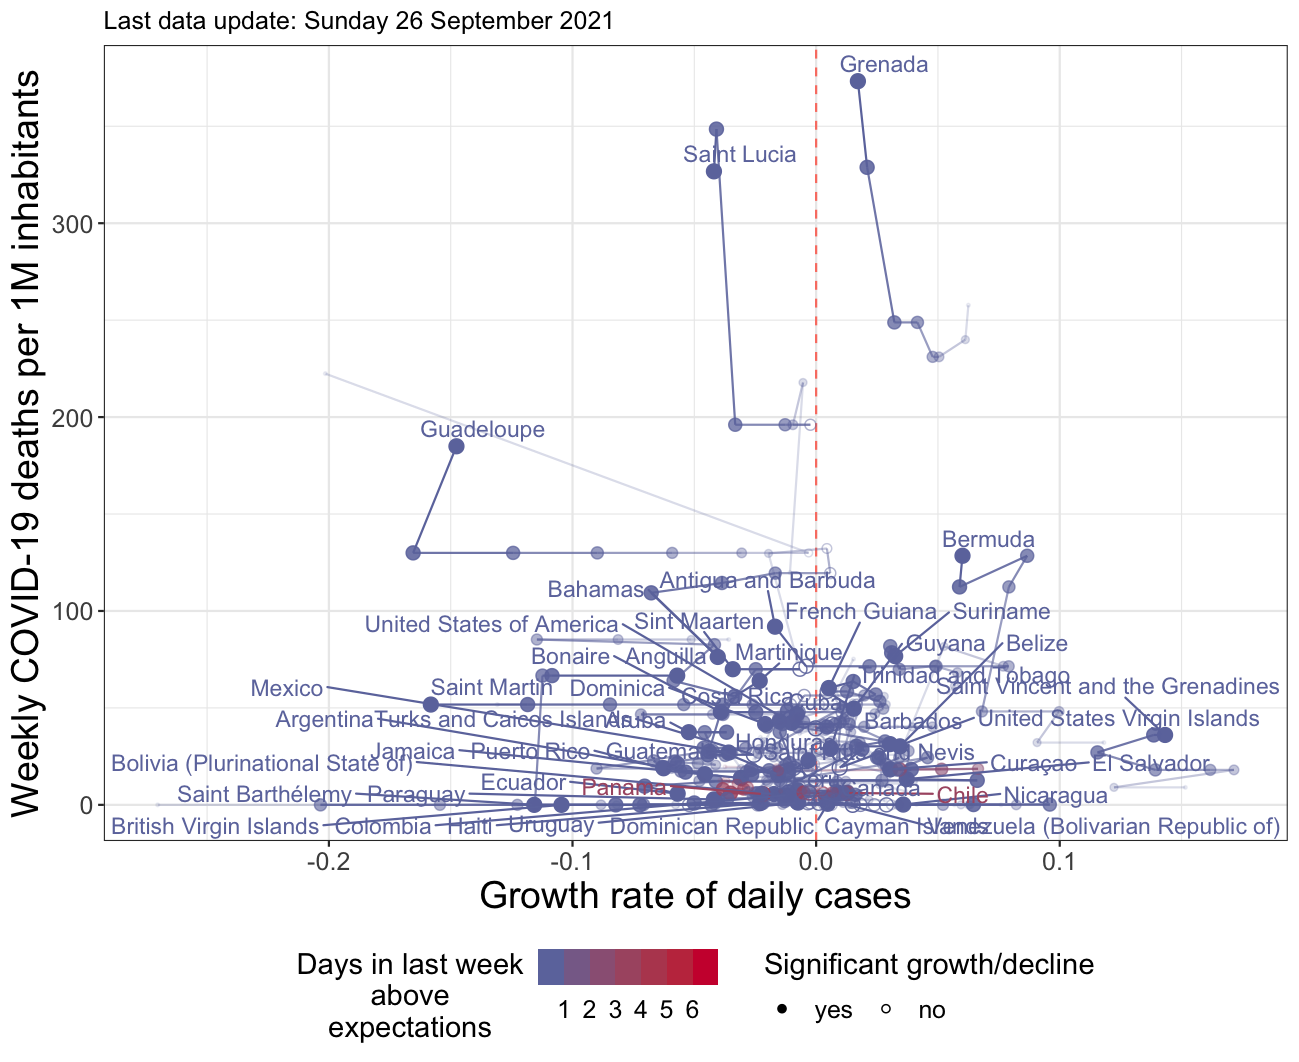 Last data update: Sunday 26 September 2021
Weekly COVID-19 deaths per 1M inhabitants
300
200
100
0
Grenada
Saint Lucia
Guadeloupe
Bermuda
Antigua and Barbuda
Bahamas
French Guiana
Suriname
United States of America
Sint Maarten
Guyana
Belize
Bonaire
Anguilla
Martinique
Trinidad and Tobago
Mexico
Saint Martin
Dominica
Costa Rica
Cuba
Saint Vincent and the Grenadines
Argentina
Turks and Caicos Islands
Aruba
Barbados
United States Virgin Islands
Jamaica
Puerto Rico
Guatemala
Honduras
Nevis
Bolivia (Plurinational State of)
Curaçao
El Salvador
Ecuador
Panama
Canada
Saint Barthélemy
Paraguay
Chile
Nicaragua
British Virgin Islands
Colombia
Haiti
Uruguay
Dominican Republic
Cayman Islands
Venezuela (Bolivarian Republic of)
-0.2
-0.1
0.0
0.1
Growth rate of daily cases
Days in last week
above
expectations
1 2 3 4 5 6
Significant growth/decline
yes
no